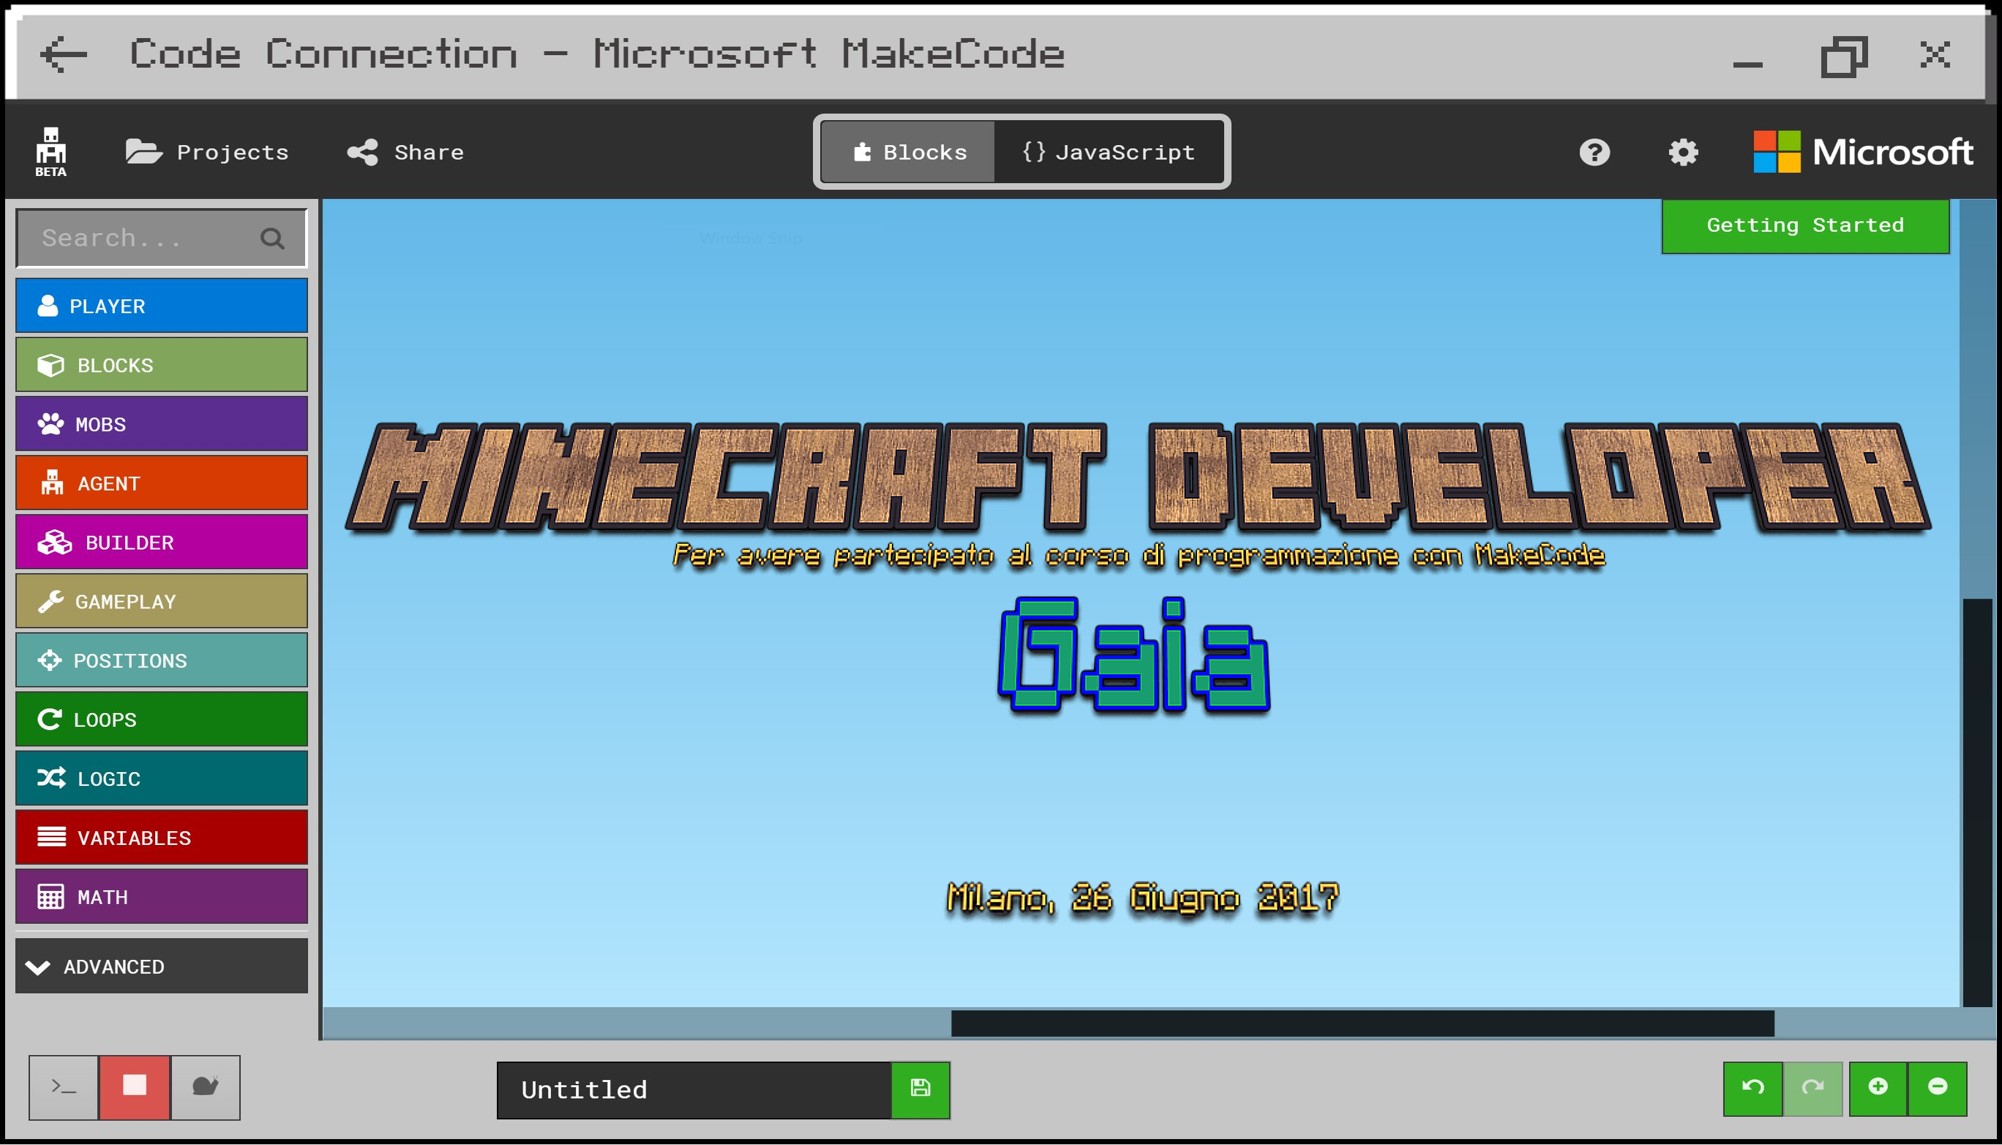 Code Connection - Microsoft MakeCode
BETA
Projects
Share
Blocks
{} JavaScript
Microsoft
Search...
Getting Started
PLAYER
BLOCKS
MOBS
AGENT
BUILDER
GAMEPLAY
POSITIONS
LOOPS
LOGIC
VARIABLES
MATH
ADVANCED
MINECRAFT DEVELOPER
Per avere partecipato al corso di programmazione con MakeCode
Gaia
Milano, 26 Giugno 2017
>_
Untitled